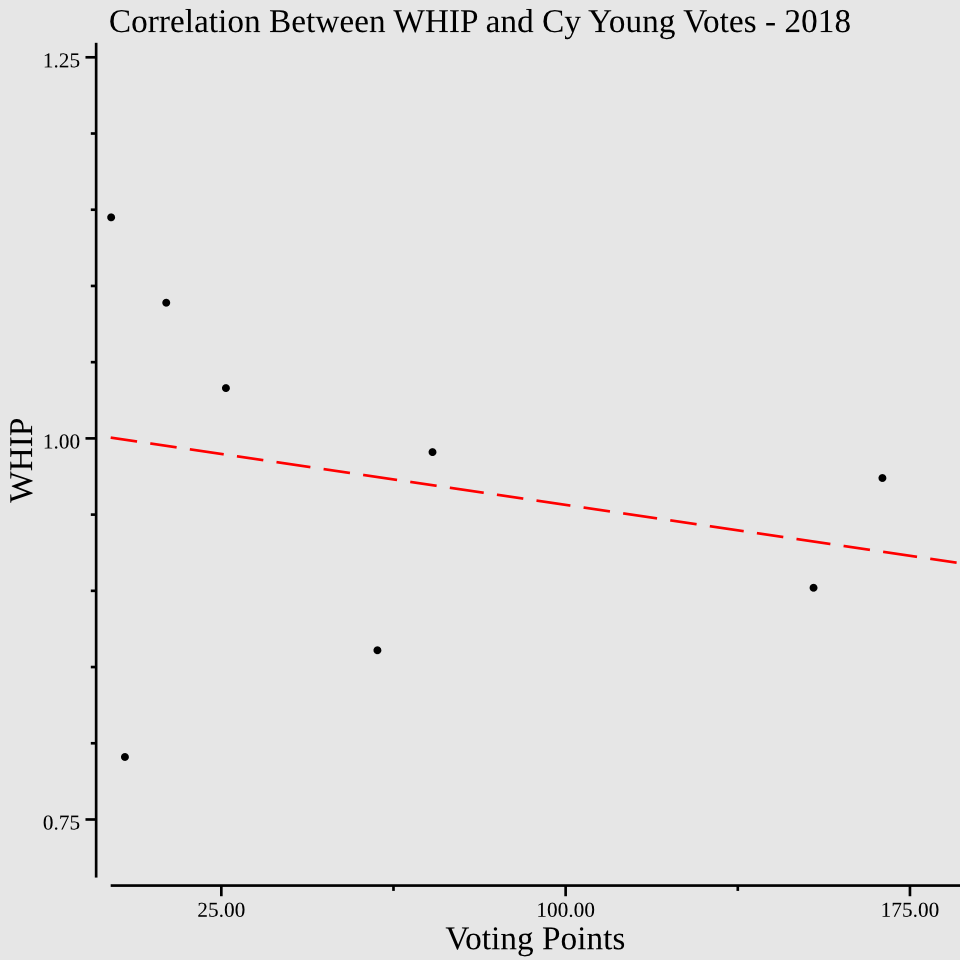 Correlation Between WHIP and Cy Young Votes - 2018
1.25
1.00
0.75
WHIP
25.00
100.00
175.00
Voting Points